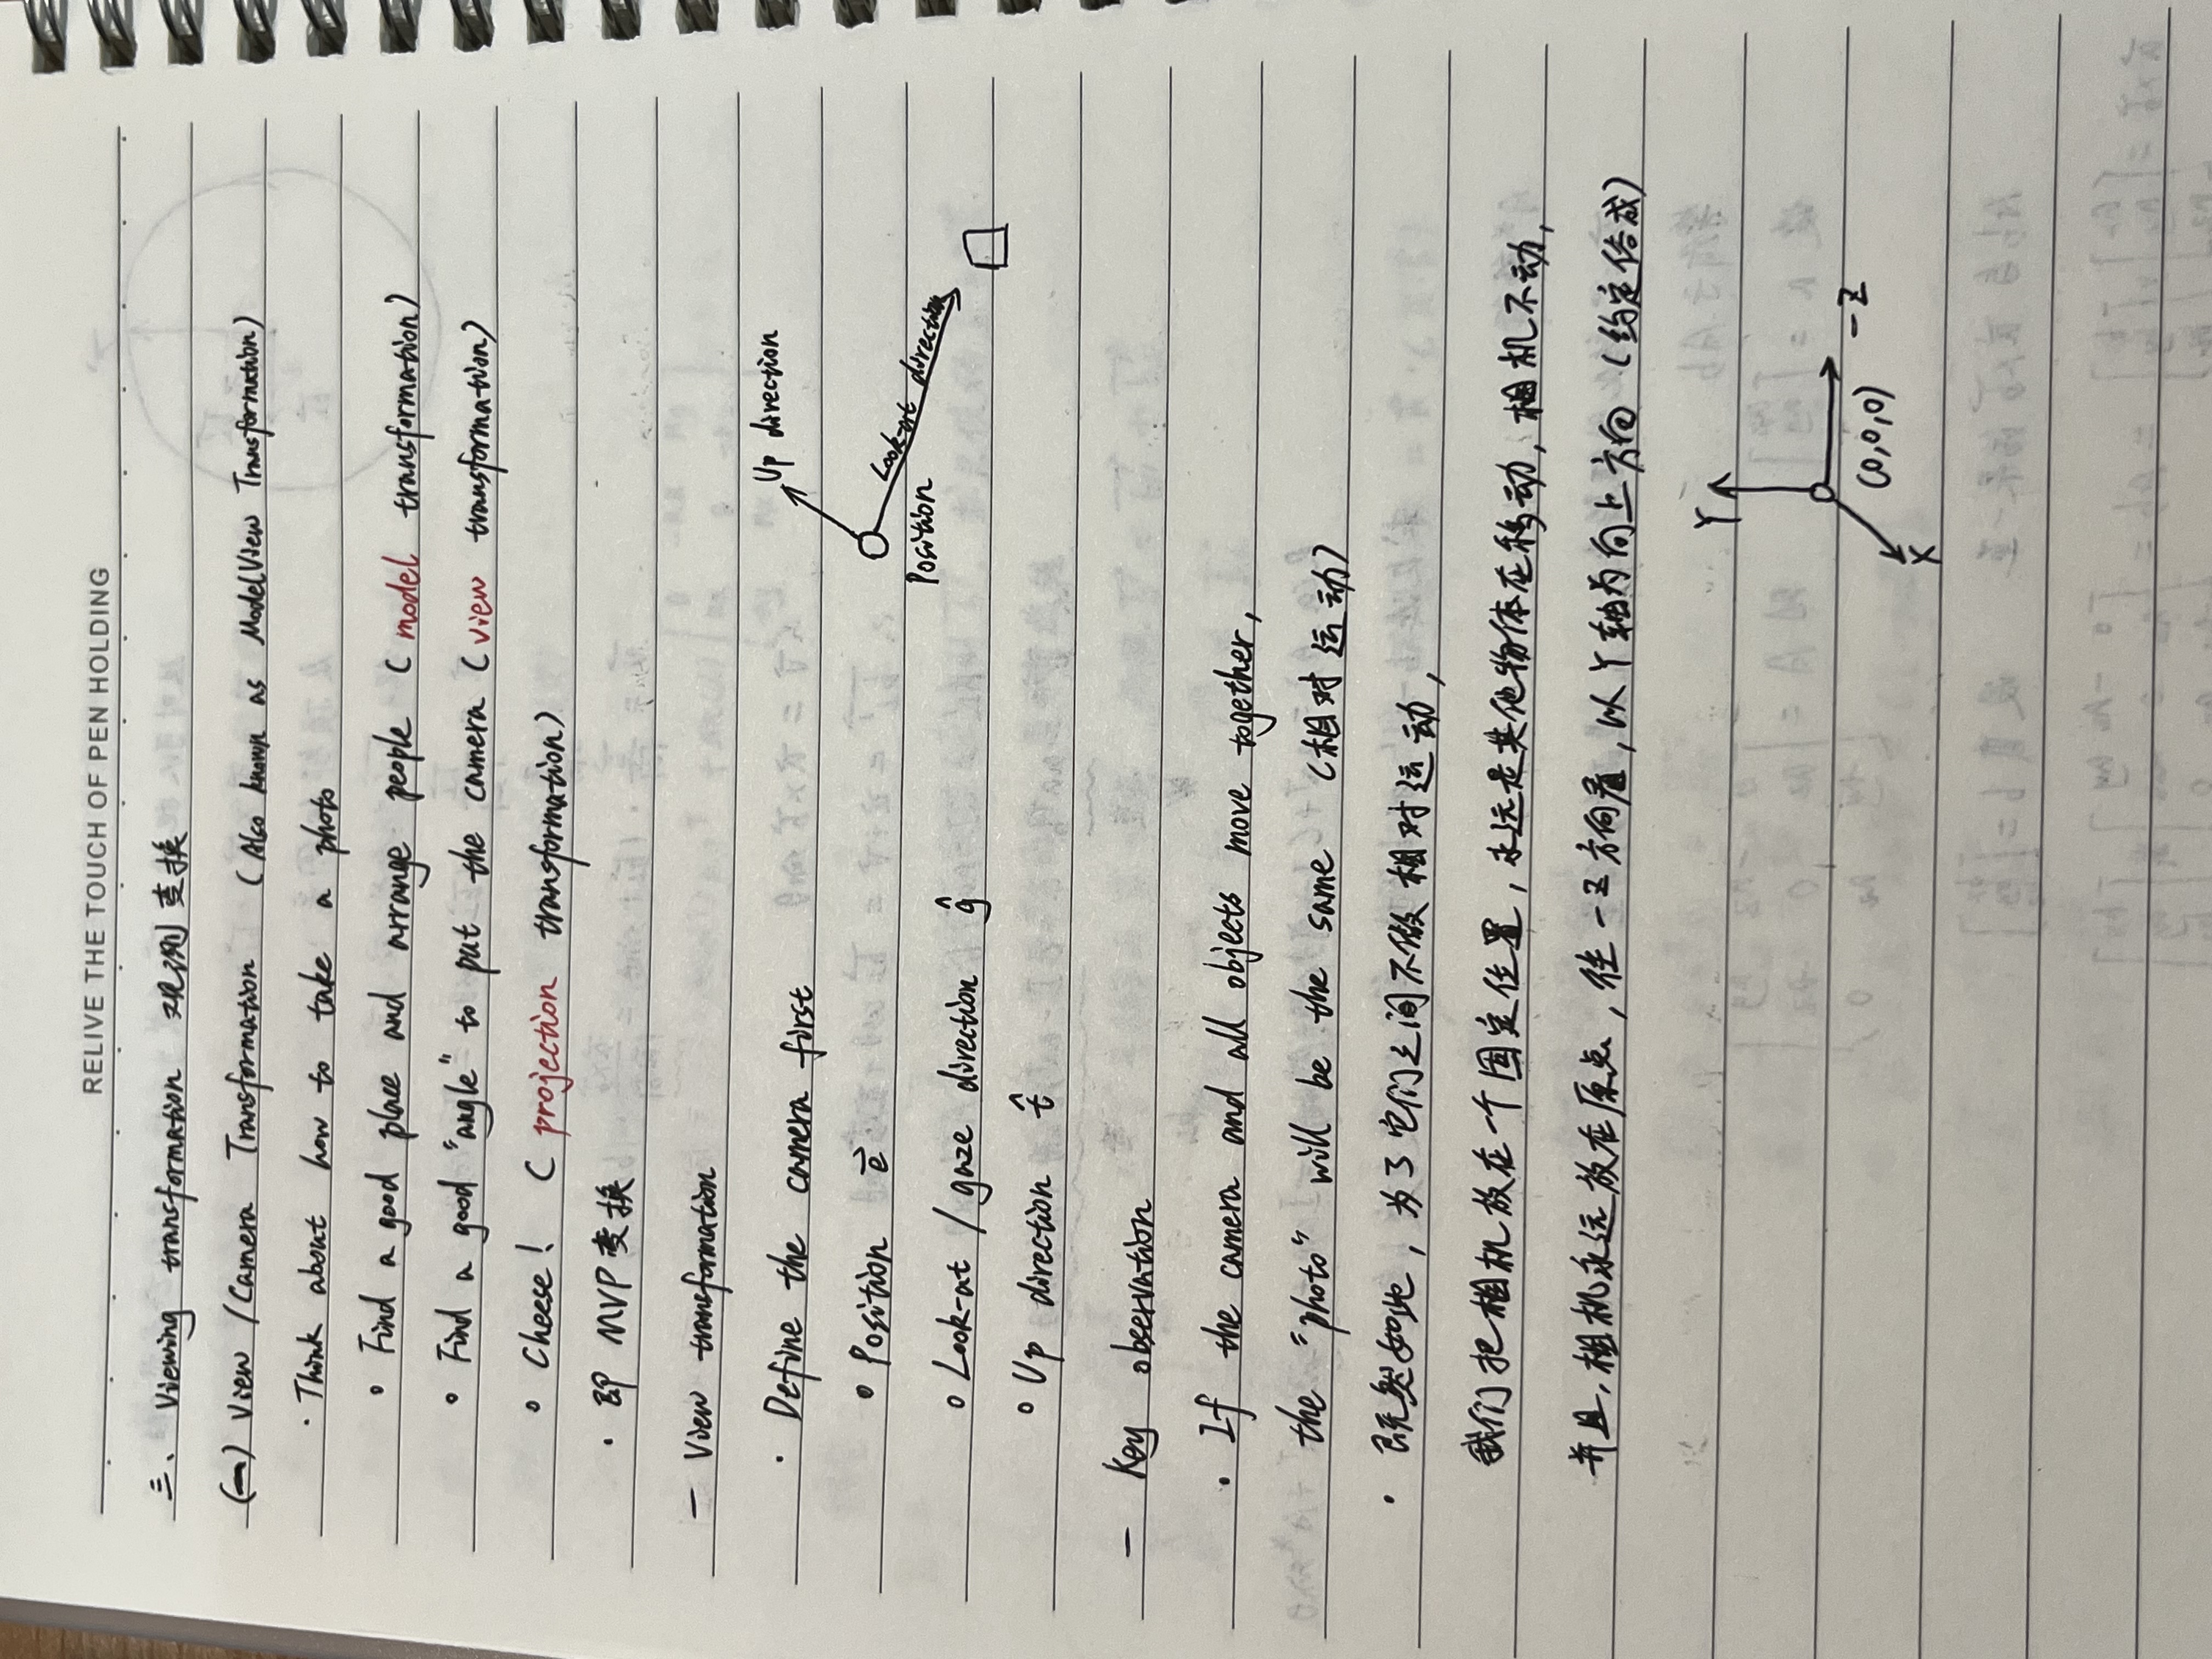 RELIVE THE TOUCH OF PEN HOLDING
三、Viewing transformation 观测变换
(一) View /Camera Transformation (Also known as ModelView Transformation)
· Think about how to take a photo
∘ Find a good place and arrange people (model transformation)
∘ Find a good "angle" to put the camera (view transformation)
∘ Cheese! (projection transformation)
· 即 MVP变换
— View transformation
· Define the camera first
∘ Position e⃗
∘ Look-at / gaze direction ĝ
∘ Up direction t̂
Up direction
Look-at direction
Position
— Key observation
· If the camera and all objects move together,
the "photo" will be the same (相对运动)
· 既然如此，为了它们之间不做相对运动，
我们把相机放在一个固定位置，永远是其他物体在移动，相机不动，
并且，相机永远放在原点，往 -Z 方向看，以Y轴为向上方向 (约定俗成)
Y
-Z
(0,0,0)
X